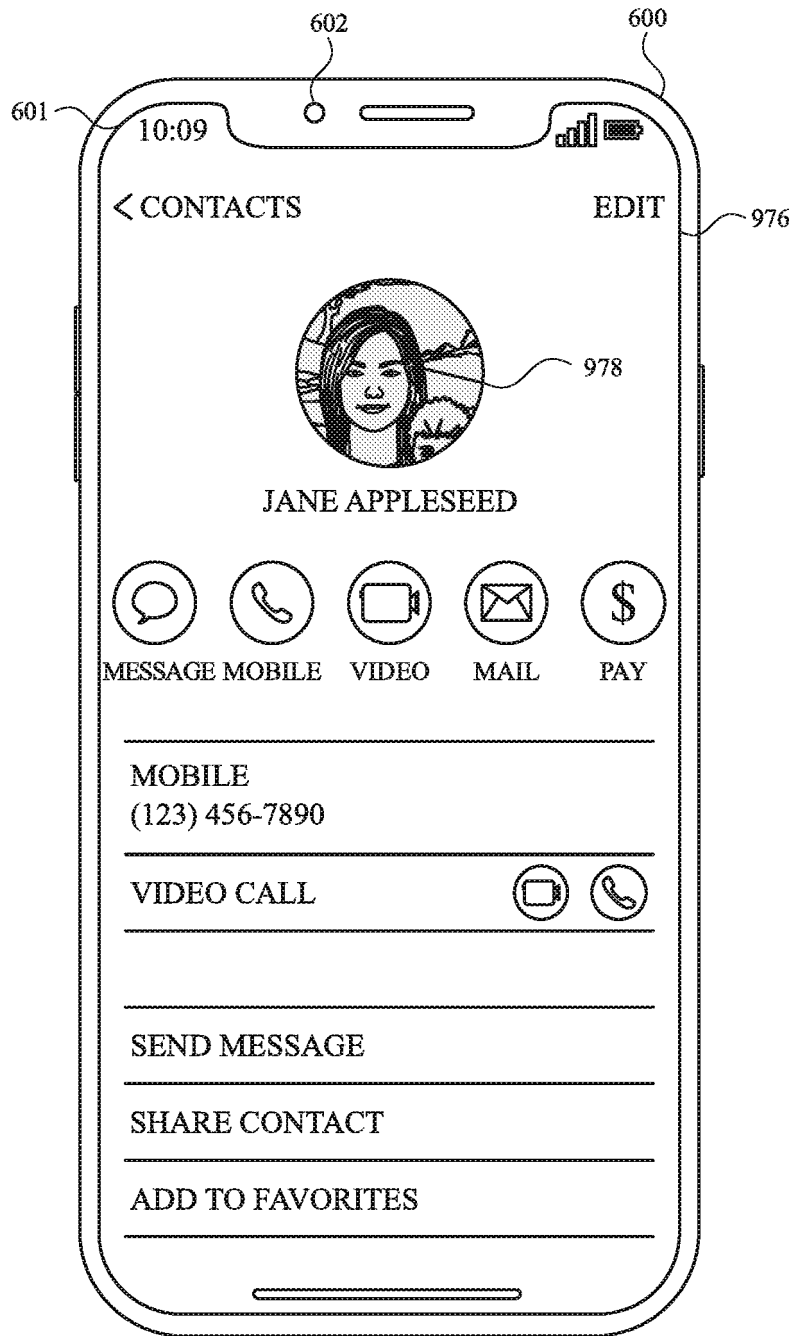 602
600
601
10:09
< CONTACTS
EDIT
976
978
JANE APPLESEED
$
MESSAGE MOBILE VIDEO MAIL PAY
MOBILE
(123) 456-7890
VIDEO CALL
SEND MESSAGE
SHARE CONTACT
ADD TO FAVORITES